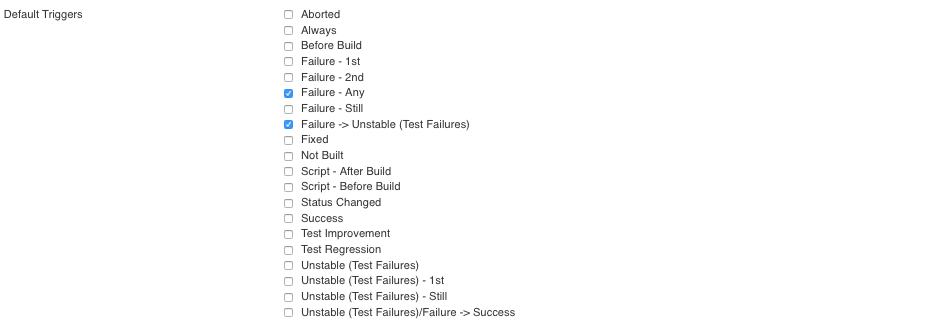 Default Triggers
Aborted
Always
Before Build
Failure - 1st
Failure - 2nd
Failure - Any
Failure - Still
Failure -> Unstable (Test Failures)
Fixed
Not Built
Script - After Build
Script - Before Build
Status Changed
Success
Test Improvement
Test Regression
Unstable (Test Failures)
Unstable (Test Failures) - 1st
Unstable (Test Failures) - Still
Unstable (Test Failures)/Failure -> Success